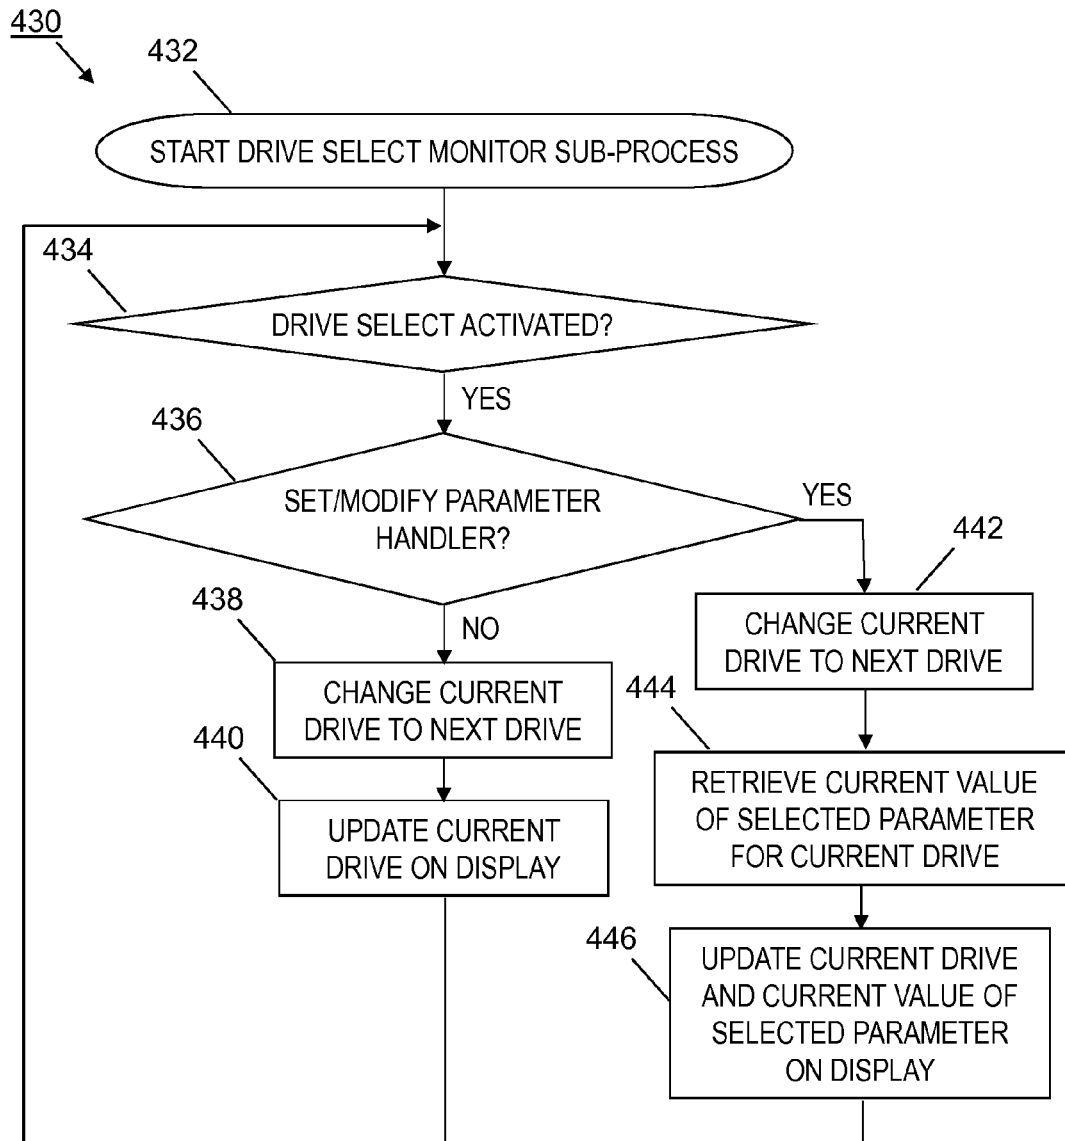 430
432
START DRIVE SELECT MONITOR SUB-PROCESS
434
DRIVE SELECT ACTIVATED?
YES
436
SET/MODIFY PARAMETER
HANDLER?
YES
442
CHANGE CURRENT
DRIVE TO NEXT DRIVE
438
NO
CHANGE CURRENT
DRIVE TO NEXT DRIVE
444
RETRIEVE CURRENT VALUE
OF SELECTED PARAMETER
FOR CURRENT DRIVE
440
UPDATE CURRENT
DRIVE ON DISPLAY
446
UPDATE CURRENT DRIVE
AND CURRENT VALUE OF
SELECTED PARAMETER
ON DISPLAY